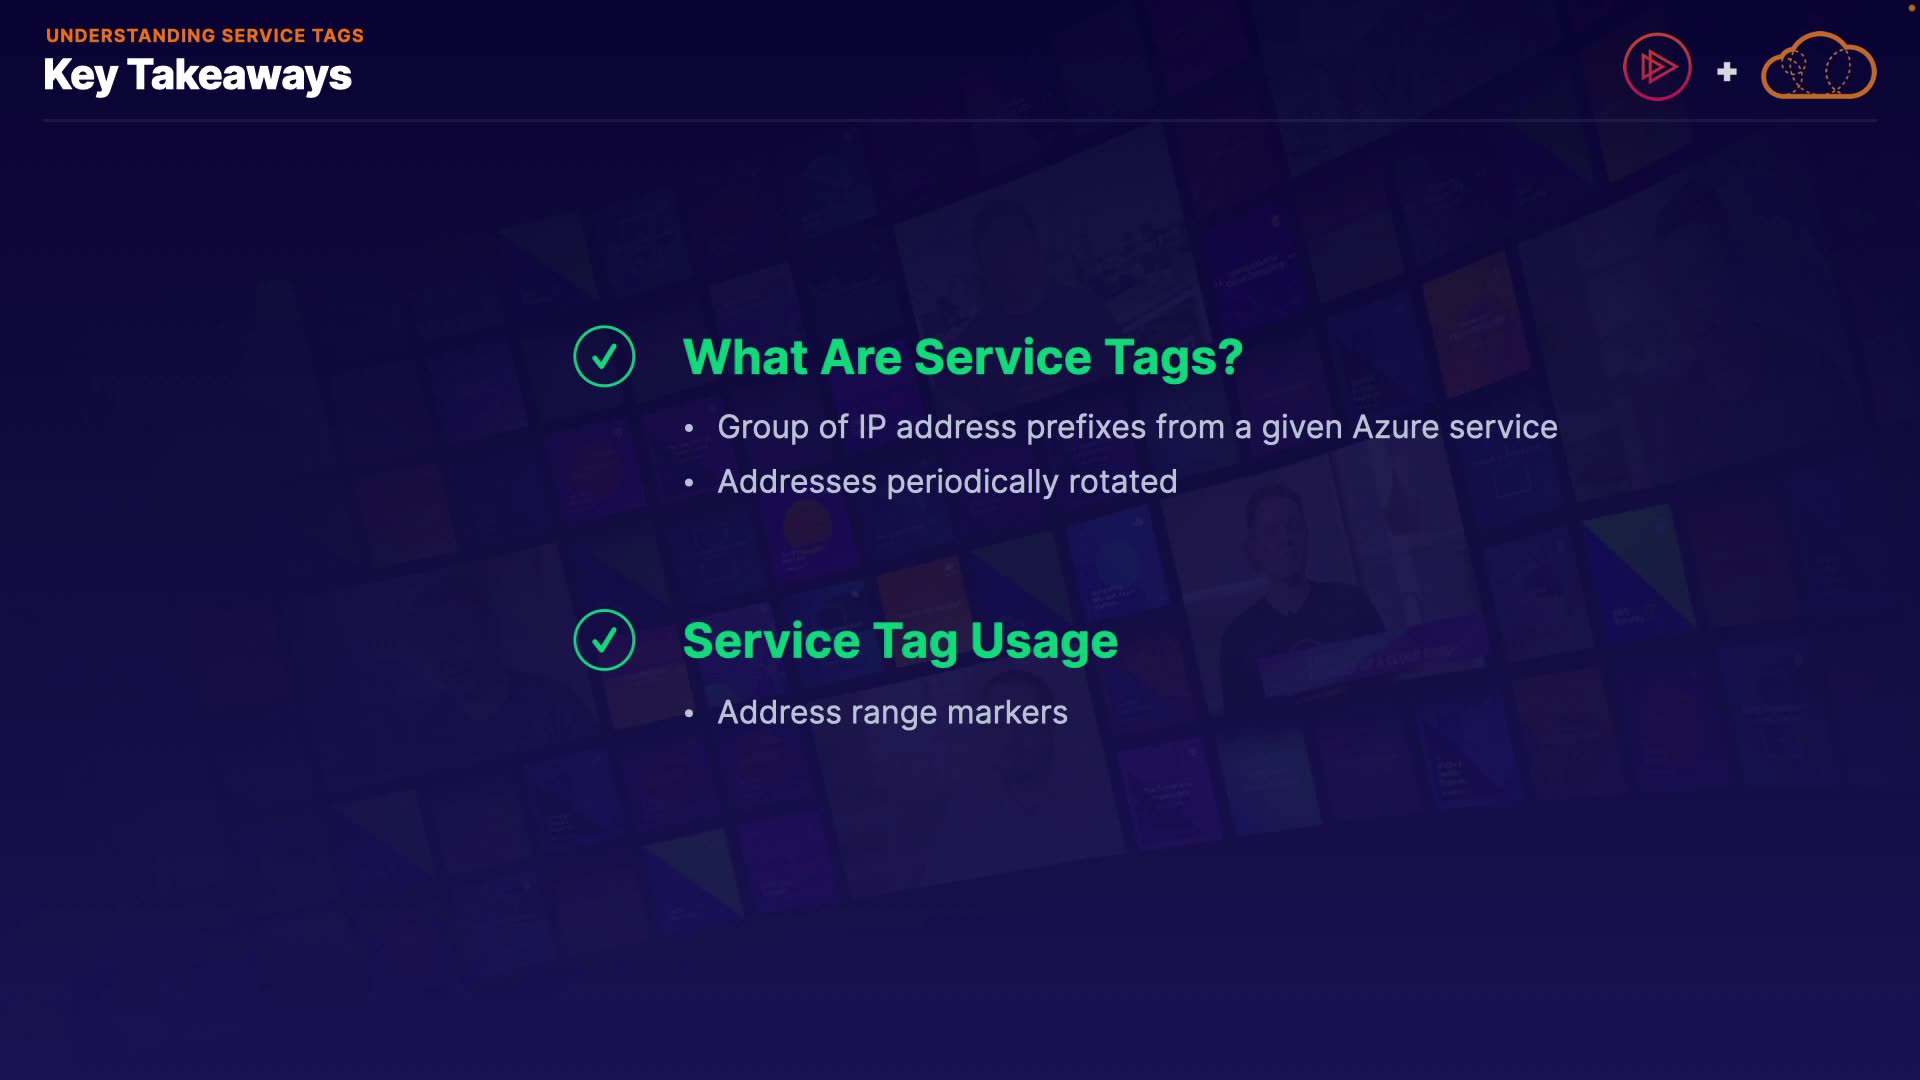 UNDERSTANDING SERVICE TAGS
Key Takeaways
What Are Service Tags?
• Group of IP address prefixes from a given Azure service
• Addresses periodically rotated
Service Tag Usage
• Address range markers